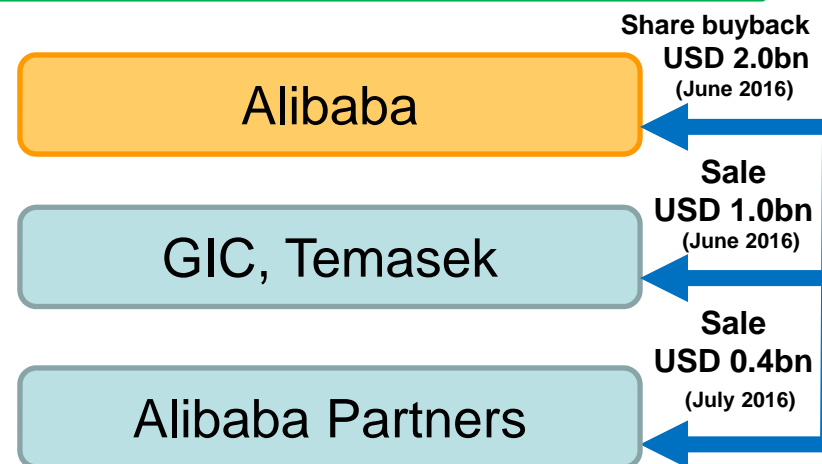 Share buyback
USD 2.0bn
(June 2016)
Alibaba
Sale
USD 1.0bn
(June 2016)
GIC, Temasek
Sale
USD 0.4bn
(July 2016)
Alibaba Partners